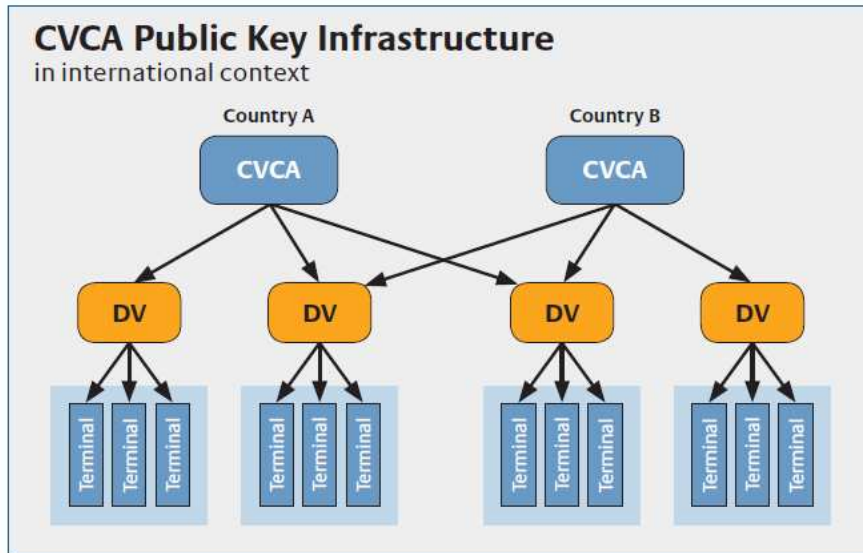 CVCA Public Key Infrastructure
in international context
Country A
Country B
CVCA
CVCA
DV
DV
DV
DV
Terminal
Terminal
Terminal
Terminal
Terminal
Terminal
Terminal
Terminal
Terminal
Terminal
Terminal
Terminal